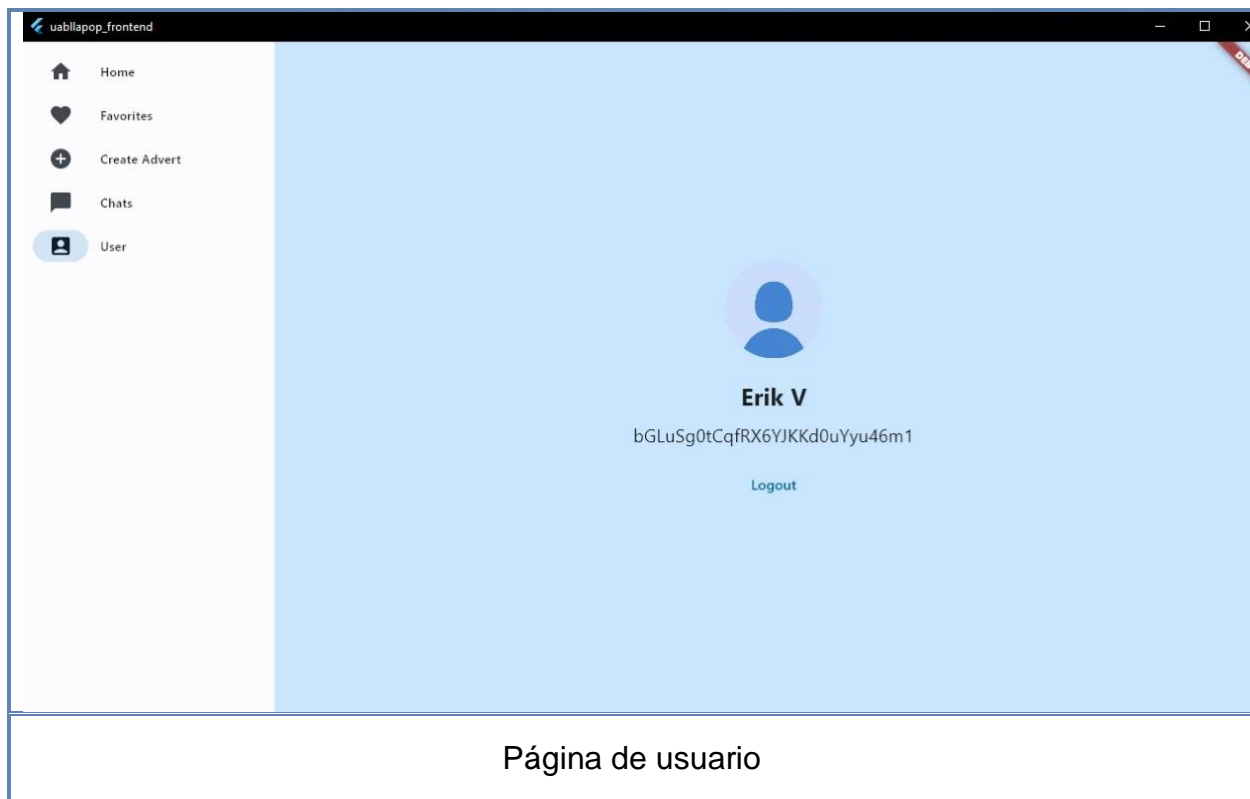 uabllapop_frontend
Home
Favorites
Create Advert
Chats
User
Erik V
bGLuSg0tCqfRX6YJKKd0uYyu46m1
Logout
Página de usuario